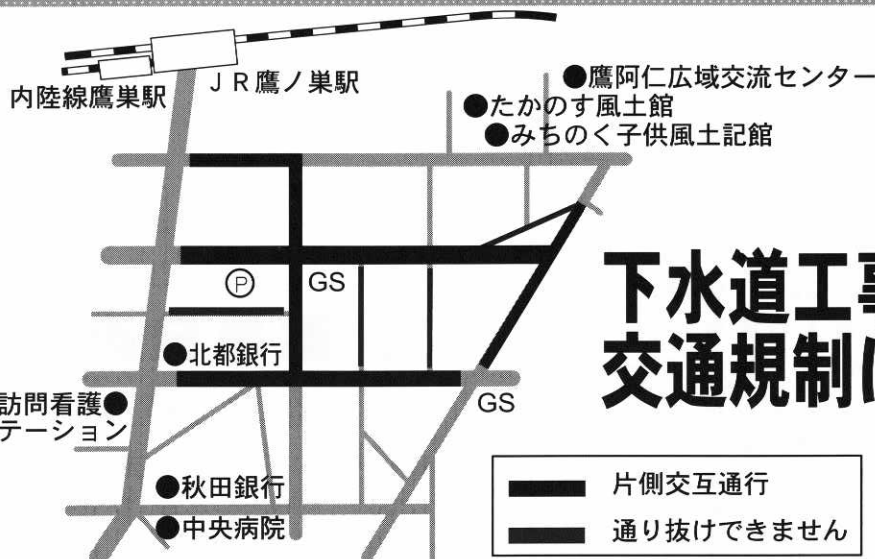 内陸線鷹巣駅
JR鷹ノ巣駅
●鷹阿仁広域交流センター
●たかのす風土館
●みちのく子供風土記館
Ⓟ
GS
下水道工事
交通規制に
●北都銀行
訪問看護●
テーション
GS
●秋田銀行
●中央病院
片側交互通行
通り抜けできません